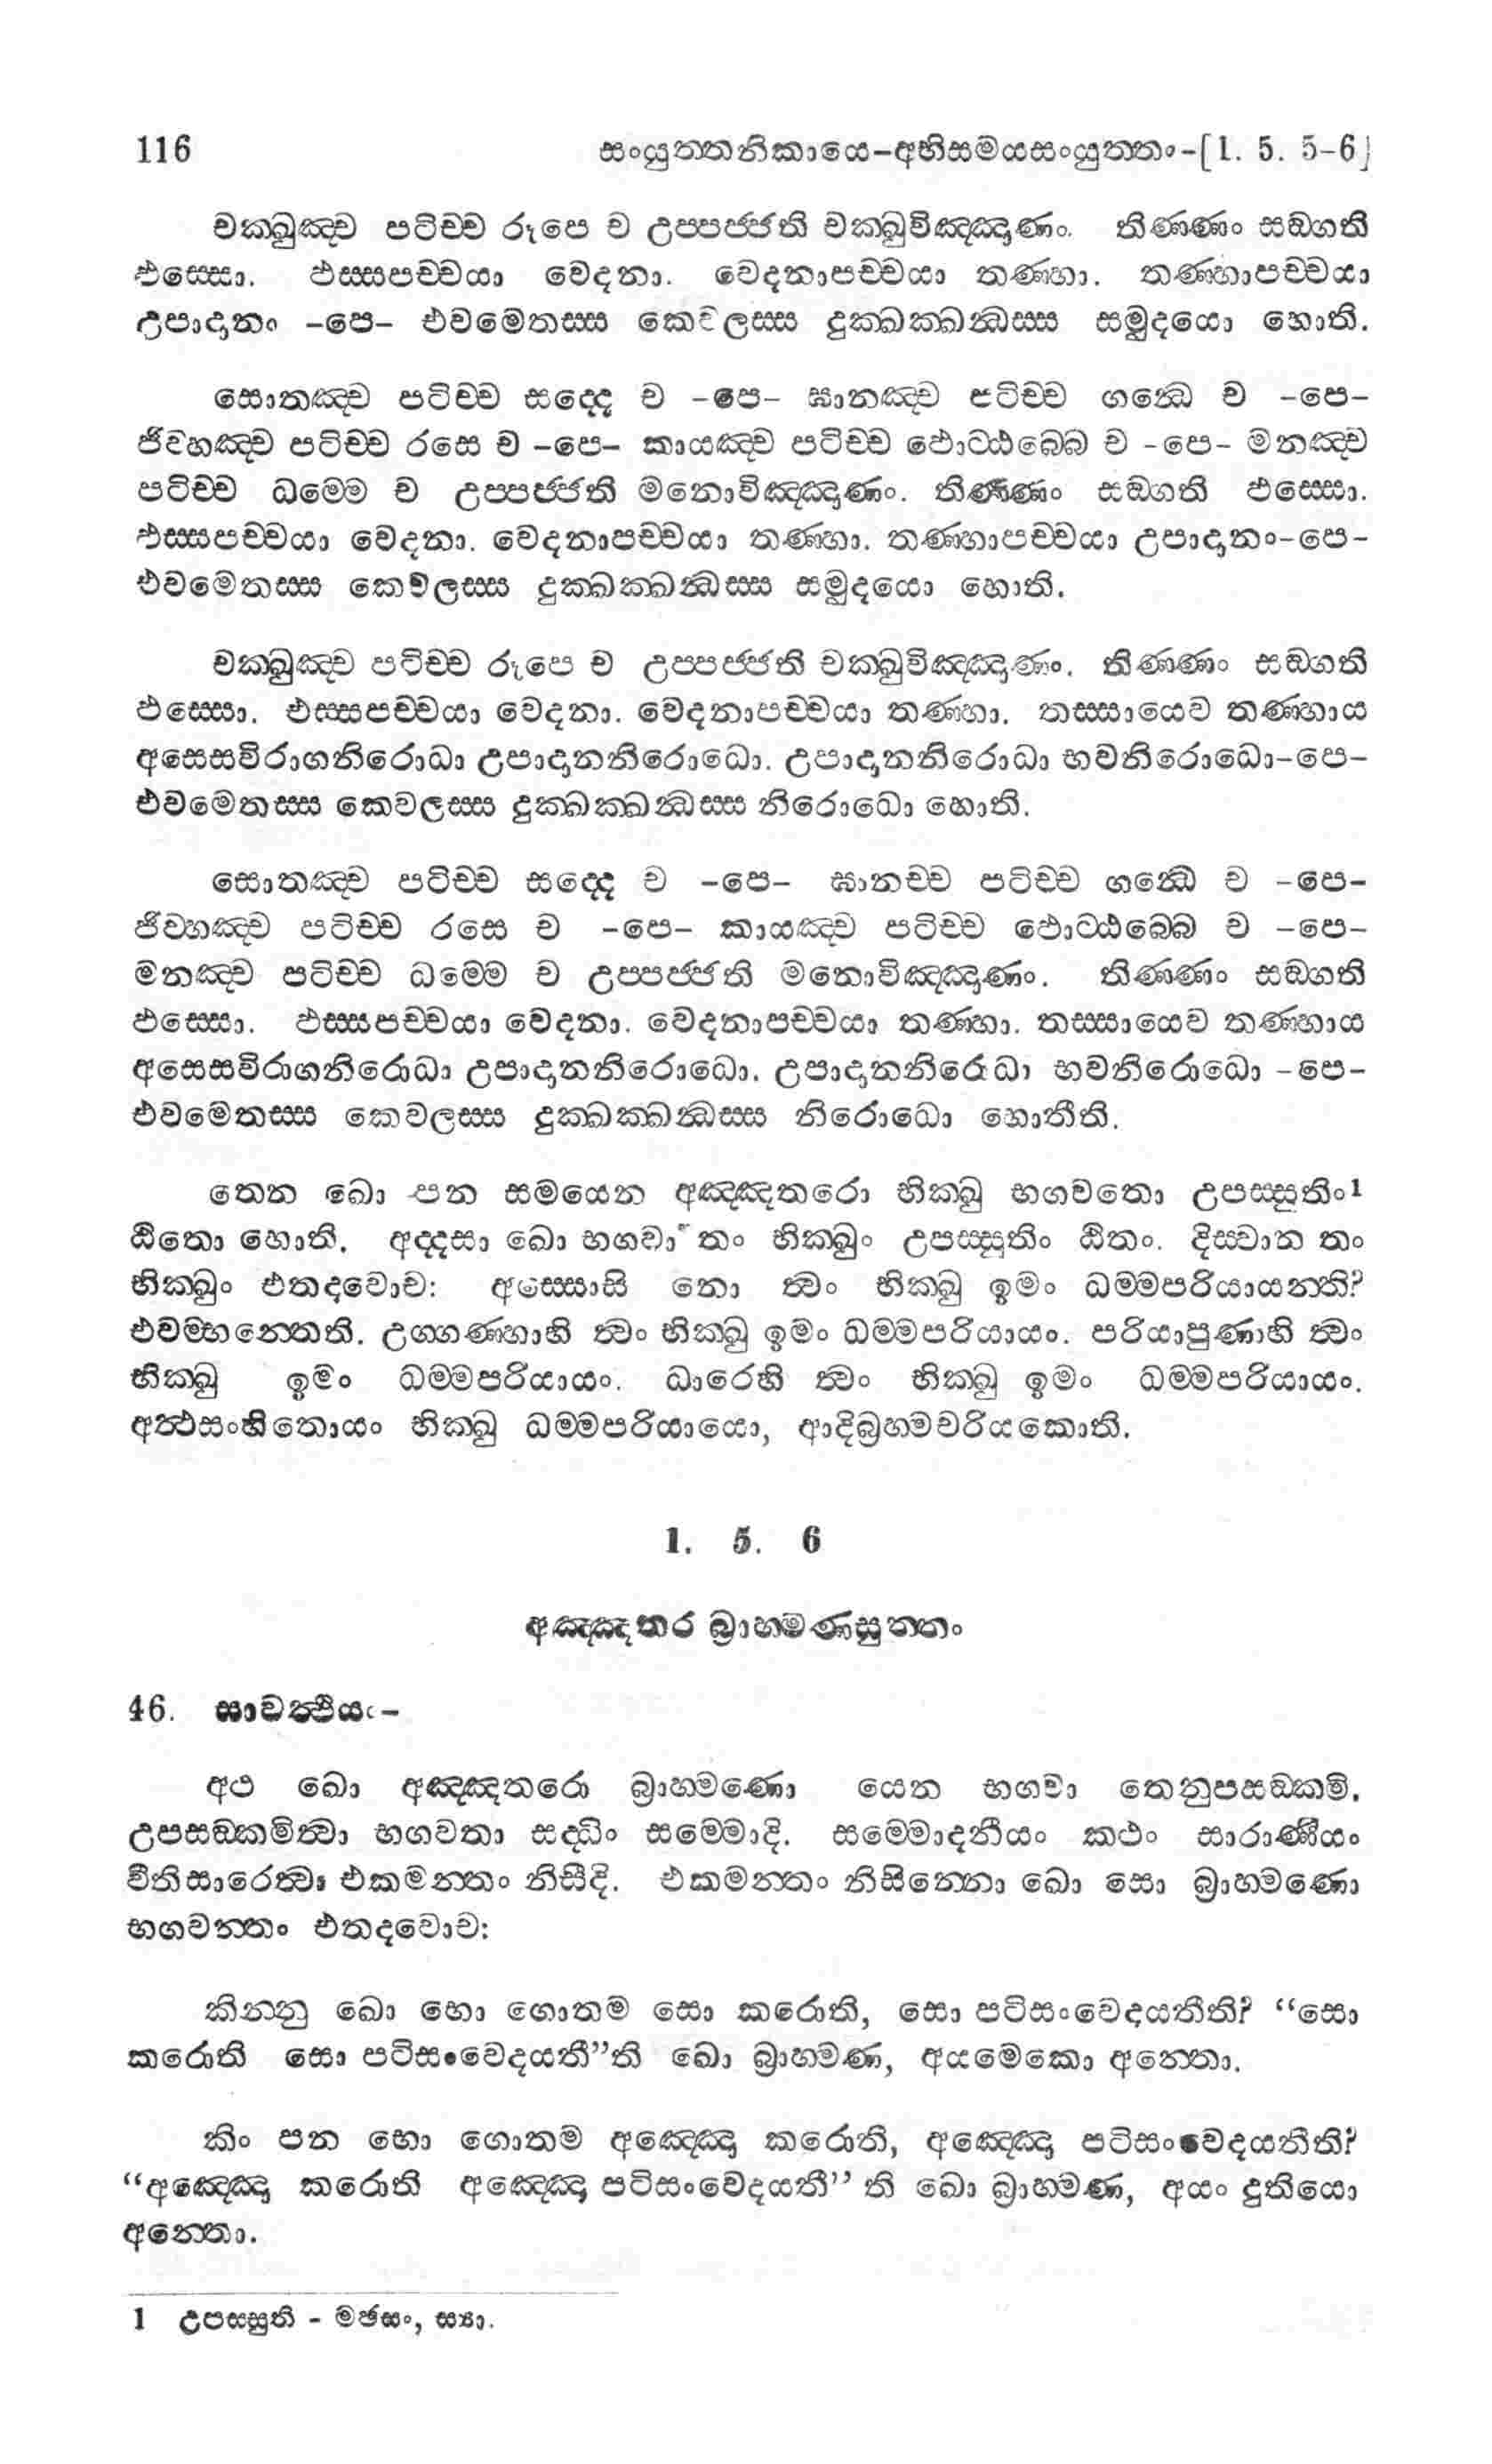 116 සංයුත්තනිකායෙ–අභිසමයසංයුත්තං–[1. 5. 5–6]
චක්ඛුඤ්ච පටිච්ච රූපෙ ච උප්පජ්ජති චක්ඛුවිඤ්ඤාණං. තිණ්ණං සඞ්ගති
ඵස්සො. ඵස්සපච්චයා වෙදනා. වෙදනාපච්චයා තණ්හා. තණ්හාපච්චයා
උපාදානං –පෙ– එවමෙතස්ස කෙවලස්ස දුක්ඛක්ඛන්ධස්ස සමුදයො හොති.
සොතඤ්ච පටිච්ච සද්දෙ ච –පෙ– ඝානඤ්ච පටිච්ච ගන්ධෙ ච –පෙ–
ජිව්හඤ්ච පටිච්ච රසෙ ච –පෙ– කායඤ්ච පටිච්ච ඵොට්ඨබ්බෙ ච –පෙ– මනඤ්ච
පටිච්ච ධම්මෙ ච උප්පජ්ජති මනොවිඤ්ඤාණං. තිණ්ණං සඞ්ගති ඵස්සො.
ඵස්සපච්චයා වෙදනා. වෙදනාපච්චයා තණ්හා. තණ්හාපච්චයා උපාදානං–පෙ–
එවමෙතස්ස කෙවලස්ස දුක්ඛක්ඛන්ධස්ස සමුදයො හොති.
චක්ඛුඤ්ච පටිච්ච රූපෙ ච උප්පජ්ජති චක්ඛුවිඤ්ඤාණං. තිණ්ණං සඞ්ගති
ඵස්සො. එස්සපච්චයා වෙදනා. වෙදනාපච්චයා තණ්හා. තස්සායෙව තණ්හාය
අසෙසවිරාගනිරොධා උපාදානනිරොධො. උපාදානනිරොධා භවනිරොධො–පෙ–
එවමෙතස්ස කෙවලස්ස දුක්ඛක්ඛන්ධස්ස නිරොධො හොති.
සොතඤ්ච පටිච්ච සද්දෙ ච –පෙ– ඝානච්ච පටිච්ච ගන්ධෙ ච –පෙ–
ජිව්හඤ්ච පටිච්ච රසෙ ච –පෙ– කායඤ්ච පටිච්ච ඵොට්ඨබ්බෙ ච –පෙ–
මනඤ්ච පටිච්ච ධම්මෙ ච උප්පජ්ජති මනොවිඤ්ඤාණං. තිණ්ණං සඞ්ගති
ඵස්සො. ඵස්සපච්චයා වෙදනා. වෙදනාපච්චයා තණ්හා. තස්සායෙව තණ්හාය
අසෙසවිරාගනිරොධා උපාදානනිරොධො. උපාදානනිරොධා භවනිරොධො –පෙ–
එවමෙතස්ස කෙවලස්ස දුක්ඛක්ඛන්ධස්ස නිරොධො හොතීති.
තෙන ඛො පන සමයෙන අඤ්ඤතරො භික්ඛු භගවතො උපස්සුතිං1
ඨිතො හොති. අද්දසා ඛො භගවා තං භික්ඛුං උපස්සුතිං ඨිතං. දිස්වාන තං
භික්ඛුං එතදවොච: අස්සොසි නො ත්වං භික්ඛු ඉමං ධම්මපරියායන්ති?
එවම්භන්තෙති. උග්ගණ්හාහි ත්වං භික්ඛු ඉමං ධම්මපරියායං. පරියාපුණාහි ත්වං
භික්ඛු ඉමං ධම්මපරියායං. ධාරෙහි ත්වං භික්ඛු ඉමං ධම්මපරියායං.
අත්ථසංහිතොයං භික්ඛු ධම්මපරියායො, ආදිබ්‍රහ්මචරියකොති.
1. 5. 6
අඤ්ඤතර බ්‍රාහ්මණසුත්තං
46. සාවත්ථියං–
අථ ඛො අඤ්ඤතරො බ්‍රාහ්මණො යෙන භගවා තෙනුපසඞ්කමි.
උපසඞ්කමිත්වා භගවතා සද්ධිං සම්මොදි. සම්මොදනීයං කථං සාරාණීයං
වීතිසාරෙත්වා එකමන්තං නිසීදි. එකමන්තං නිසින්නො ඛො සො බ්‍රාහ්මණො
භගවන්තං එතදවොච:
කින්නු ඛො භො ගොතම සො කරොති, සො පටිසංවෙදයතීති? “සො
කරොති සො පටිසංවෙදයතී”ති ඛො බ්‍රාහ්මණ, අයමෙකො අන්තො.
කිං පන භො ගොතම අඤ්ඤො කරොති, අඤ්ඤො පටිසංවෙදයතීති?
“අඤ්ඤො කරොති අඤ්ඤො පටිසංවෙදයතී” ති ඛො බ්‍රාහ්මණ, අයං දුතියො
අන්තො.
1 උපස්සුති – මඡසං, ස්‍යා.